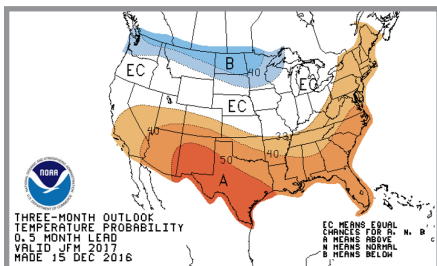 EC
B
40
EC
EC
33
40
40
50
A
NOAA
THREE-MONTH OUTLOOK
TEMPERATURE PROBABILITY
0.5 MONTH LEAD
VALID JFM 2017
MADE 15 DEC 2016
EC MEANS EQUAL
CHANCES FOR A, N, B
A MEANS ABOVE
N MEANS NORMAL
B MEANS BELOW